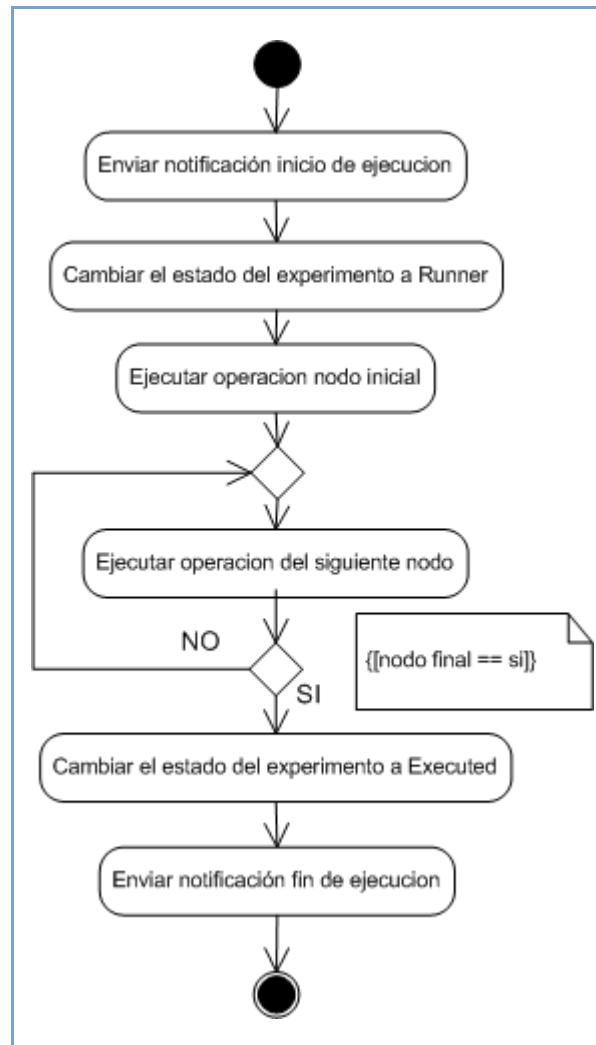 Enviar notificación inicio de ejecucion
Cambiar el estado del experimento a Runner
Ejecutar operacion nodo inicial
Ejecutar operacion del siguiente nodo
NO
{[nodo final == si]}
SI
Cambiar el estado del experimento a Executed
Enviar notificación fin de ejecucion